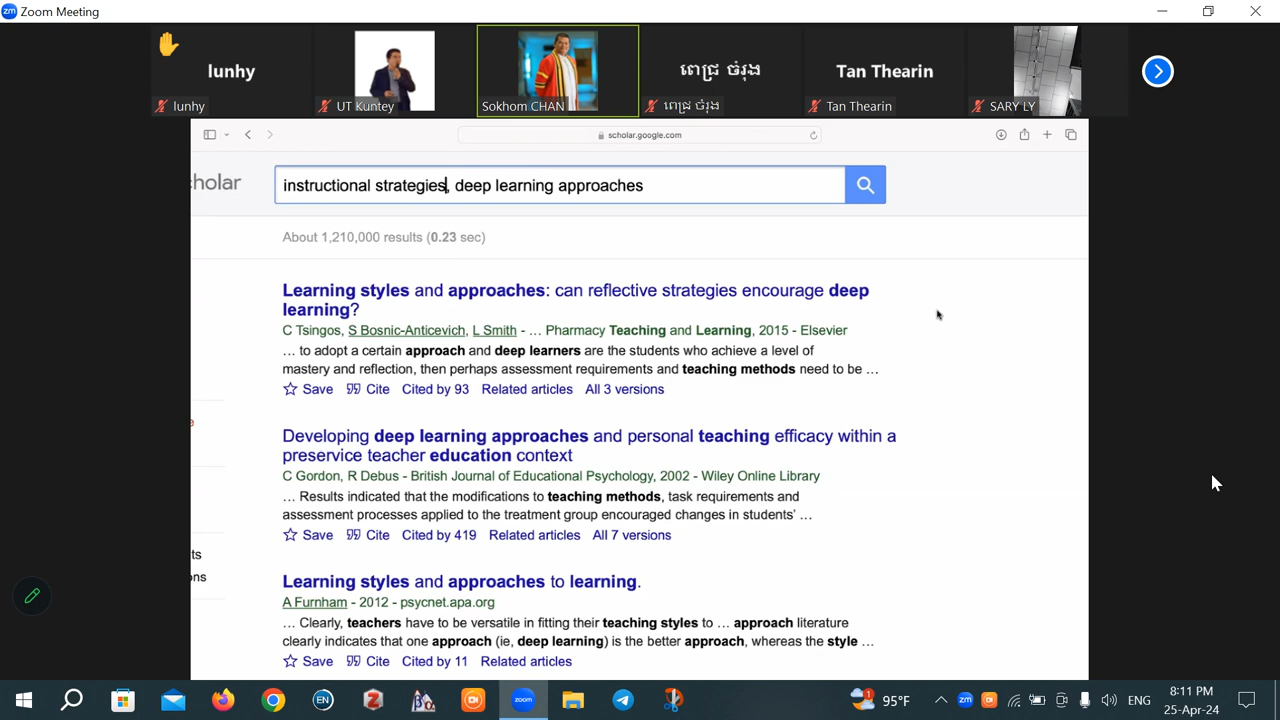 Zoom Meeting
lunhy
lunhy
UT Kuntey
Sokhom CHAN
ពេជ្រ ច័រុង
ពេជ្រ ច័រុង
Tan Thearin
Tan Thearin
SARY LY
scholar.google.com
holar
instructional strategies, deep learning approaches
About 1,210,000 results (0.23 sec)
Learning styles and approaches: can reflective strategies encourage deep
learning?
C Tsingos, S Bosnic-Anticevich, L Smith - … Pharmacy Teaching and Learning, 2015 - Elsevier
… to adopt a certain approach and deep learners are the students who achieve a level of
mastery and reflection, then perhaps assessment requirements and teaching methods need to be …
Save Cite Cited by 93 Related articles All 3 versions
Developing deep learning approaches and personal teaching efficacy within a
preservice teacher education context
C Gordon, R Debus - British Journal of Educational Psychology, 2002 - Wiley Online Library
… Results indicated that the modifications to teaching methods, task requirements and
assessment processes applied to the treatment group encouraged changes in students' …
Save Cite Cited by 419 Related articles All 7 versions
ts
ons
Learning styles and approaches to learning.
A Furnham - 2012 - psycnet.apa.org
… Clearly, teachers have to be versatile in fitting their teaching styles to … approach literature
clearly indicates that one approach (ie, deep learning) is the better approach, whereas the style …
Save Cite Cited by 11 Related articles
EN
zoom
1
95°F
zm
ENG
8:11 PM
25-Apr-24